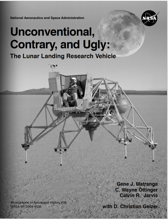 National Aeronautics and Space Administration
NASA
Unconventional,
Contrary, and Ugly:
The Lunar Landing Research Vehicle
Gene J. Matranga
C. Wayne Ottinger
Calvin R. Jarvis
with D. Christian Gelzer